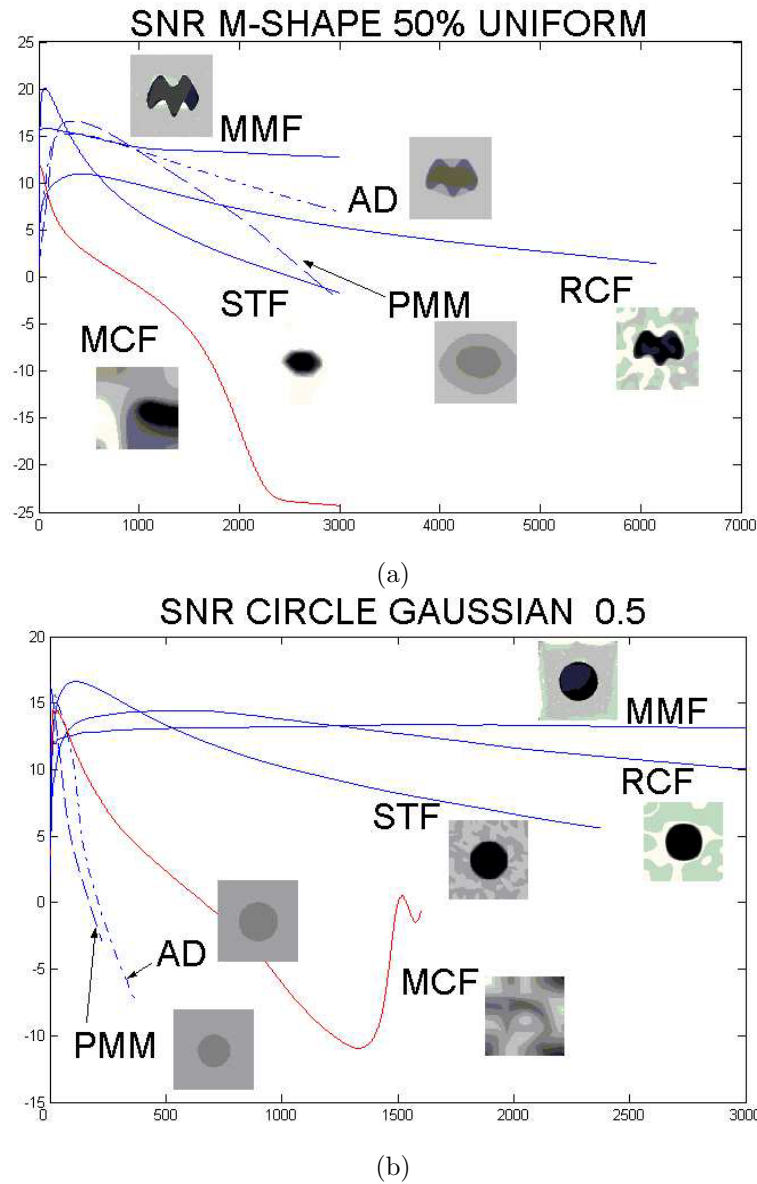 SNR M-SHAPE 50% UNIFORM
25
20
15
10
5
0
-5
-10
-15
-20
-25
MMF
AD
RCF
STF
PMM
MCF
0 1000 2000 3000 4000 5000 6000 7000
(a)
SNR CIRCLE GAUSSIAN 0.5
20
15
10
5
0
-5
-10
-15
MMF
RCF
STF
AD
MCF
PMM
0 500 1000 1500 2000 2500 3000
(b)